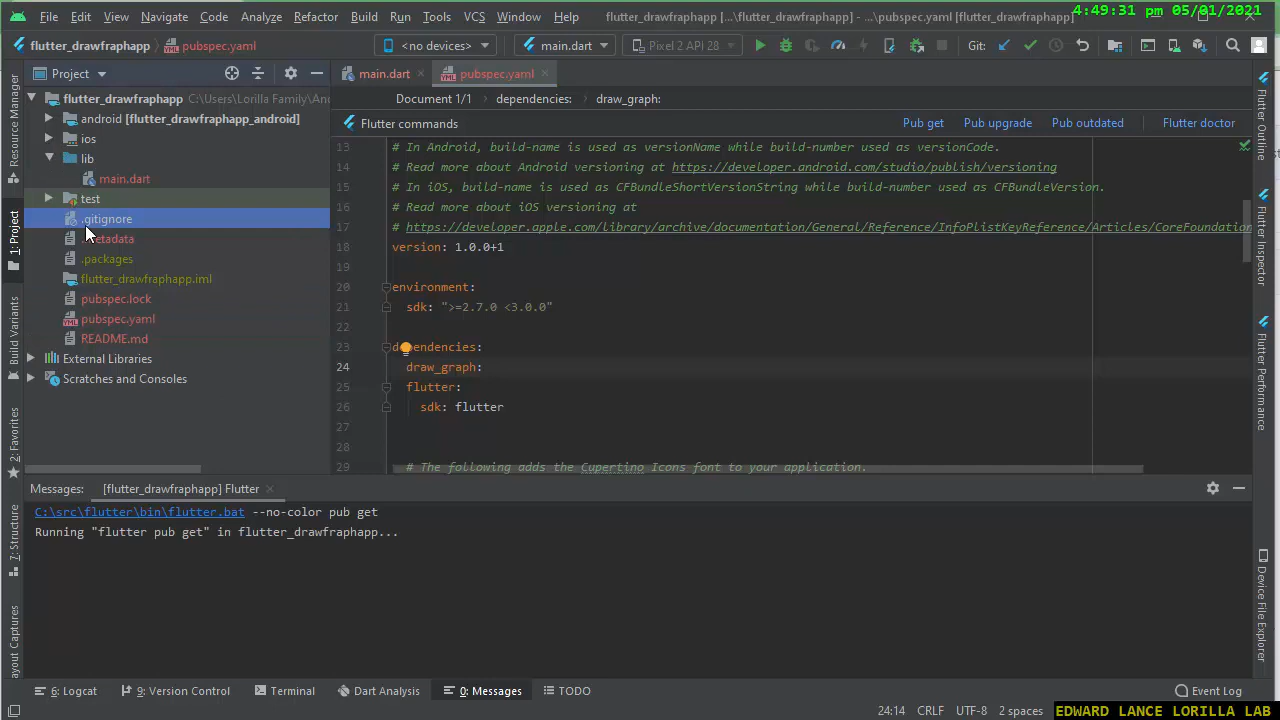 File Edit View Navigate Code Analyze Refactor Build Run Tools VCS Window Help flutter_drawfraphapp [...\flutter_drawfraphapp] - ...\pubspec.yaml [flutter_drawfraphapp]
4:49:31 pm 05/01/2021
flutter_drawfraphapp pubspec.yaml <no devices> main.dart Pixel 2 API 28 Git:
Project main.dart pubspec.yaml
flutter_drawfraphapp C:\Users\Lorilla Family\An
Document 1/1 dependencies: draw_graph:
android [flutter_drawfraphapp_android]
Flutter commands Pub get Pub upgrade Pub outdated Flutter doctor
ios
lib
main.dart
test
.gitignore
.packages
flutter_drawfraphapp.iml
pubspec.lock
pubspec.yaml
README.md
External Libraries
Scratches and Consoles
13 # In Android, build-name is used as versionName while build-number used as versionCode.
14 # Read more about Android versioning at https://developer.android.com/studio/publish/versioning
15 # In iOS, build-name is used as CFBundleShortVersionString while build-number used as CFBundleVersion.
16 # Read more about iOS versioning at
17 # https://developer.apple.com/library/archive/documentation/General/Reference/InfoPlistKeyReference/Articles/CoreFoundation
18 version: 1.0.0+1
19
20 environment:
21 sdk: ">=2.7.0 <3.0.0"
22
23 dependencies:
24 draw_graph:
25 flutter:
26 sdk: flutter
27
28
29 # The following adds the Cupertino Icons font to your application.
Messages: [flutter_drawfraphapp] Flutter
C:\src\flutter\bin\flutter.bat --no-color pub get
Running "flutter pub get" in flutter_drawfraphapp...
Resource Manager
1: Project
Build Variants
2: Favorites
7: Structure
ayout Captures
Flutter Outline
Flutter Inspector
Flutter Performance
Device File Explorer
6: Logcat 9: Version Control Terminal Dart Analysis 0: Messages TODO Event Log
24:14 CRLF UTF-8 2 spaces
EDWARD LANCE LORILLA LAB